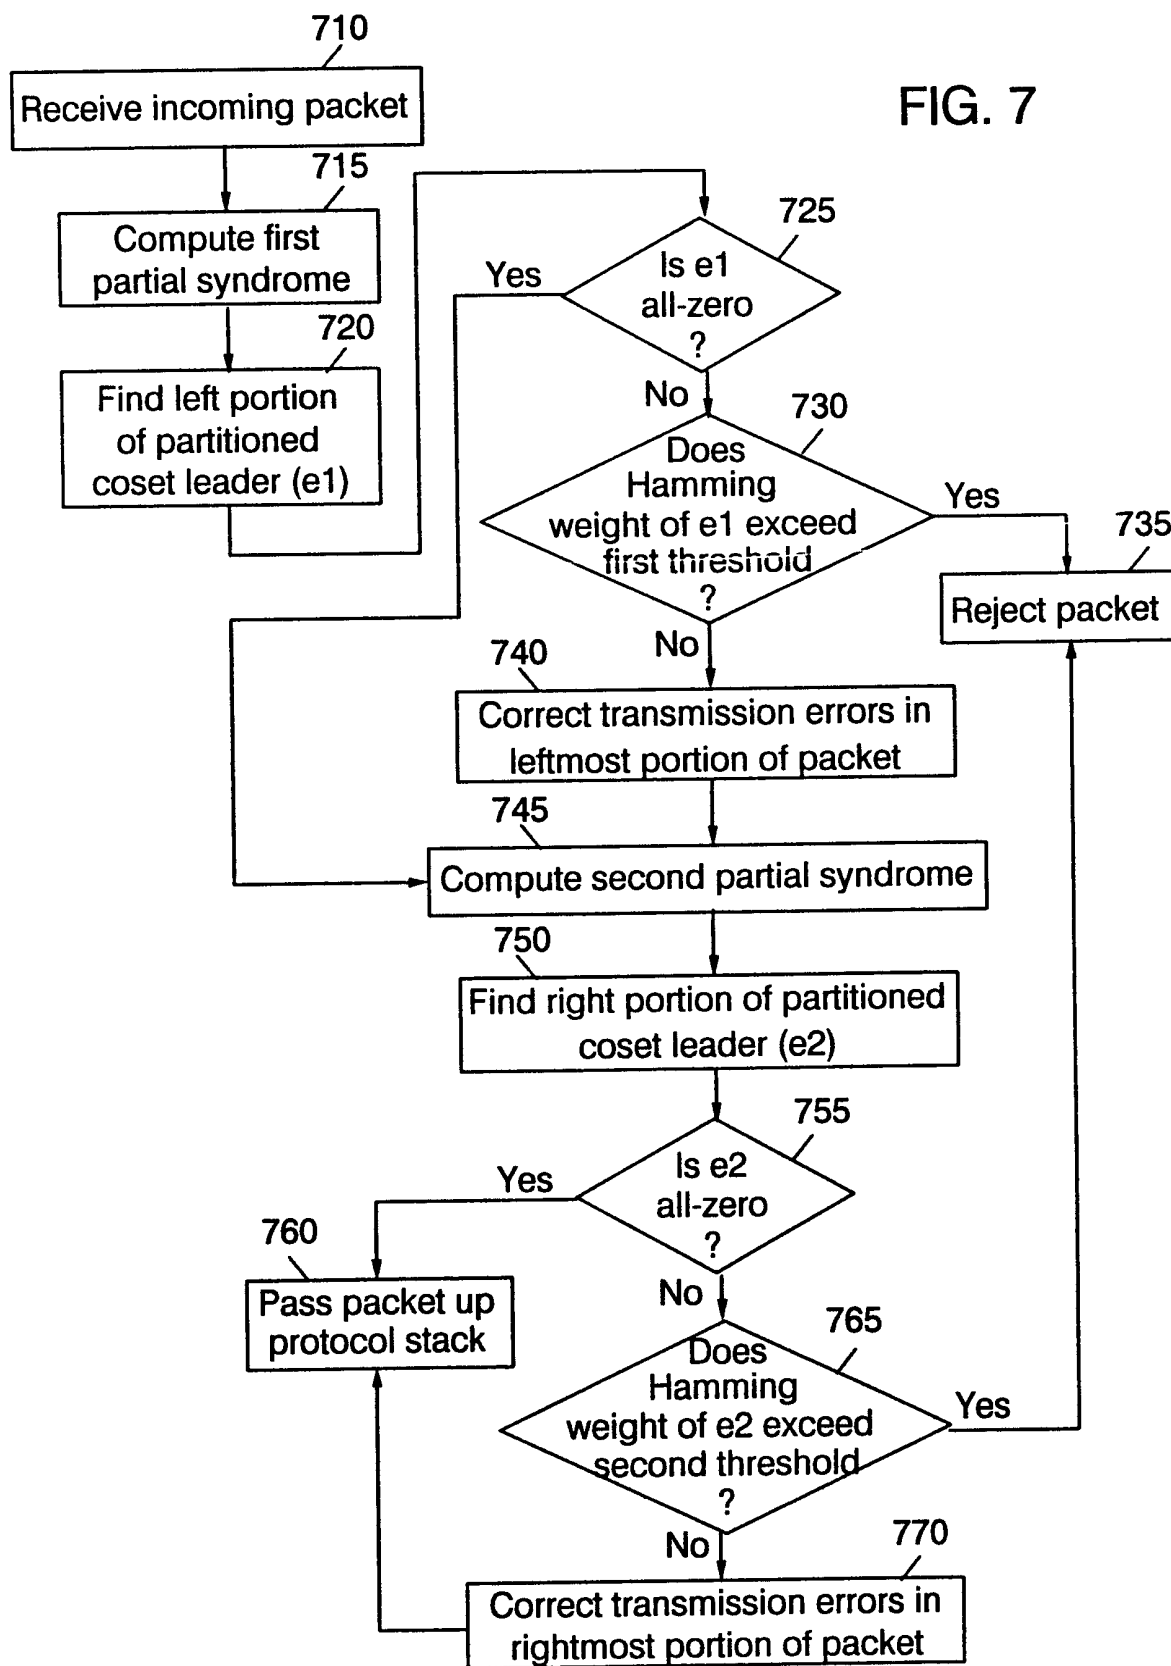 710
Receive incoming packet
FIG. 7
715
Compute first
partial syndrome
720
Find left portion
of partitioned
coset leader (e1)
725
Is e1
all-zero
?
Yes
No
730
Does
Hamming
weight of e1 exceed
first threshold
?
Yes
735
Reject packet
No
740
Correct transmission errors in
leftmost portion of packet
745
Compute second partial syndrome
750
Find right portion of partitioned
coset leader (e2)
755
Is e2
all-zero
?
Yes
760
Pass packet up
protocol stack
No
765
Does
Hamming
weight of e2 exceed
second threshold
?
Yes
No
770
Correct transmission errors in
rightmost portion of packet